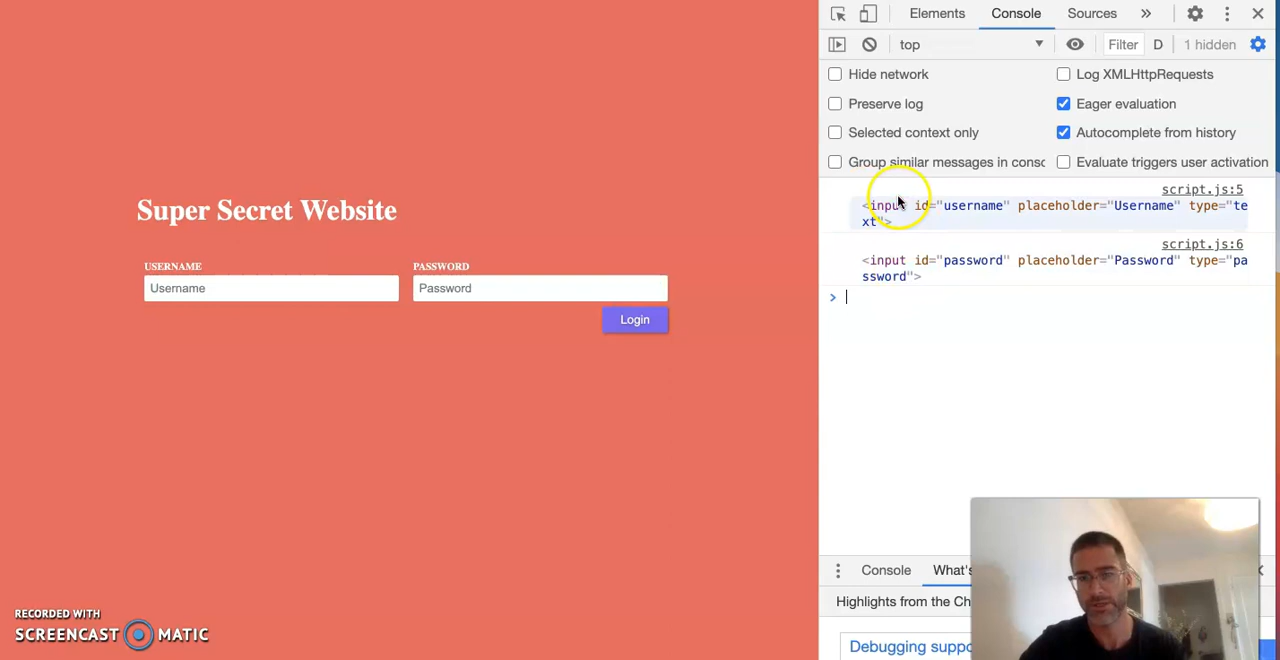 Elements Console Sources »
top Filter D 1 hidden
Hide network Log XMLHttpRequests
Preserve log Eager evaluation
Selected context only Autocomplete from history
Group similar messages in consc Evaluate triggers user activation
script.js:5
<input id="username" placeholder="Username" type="te
xt">
script.js:6
<input id="password" placeholder="Password" type="pa
ssword">
>
Super Secret Website
USERNAME PASSWORD
Username Password
Login
Console What's
Highlights from the Ch
Debugging suppo
RECORDED WITH
SCREENCAST MATIC